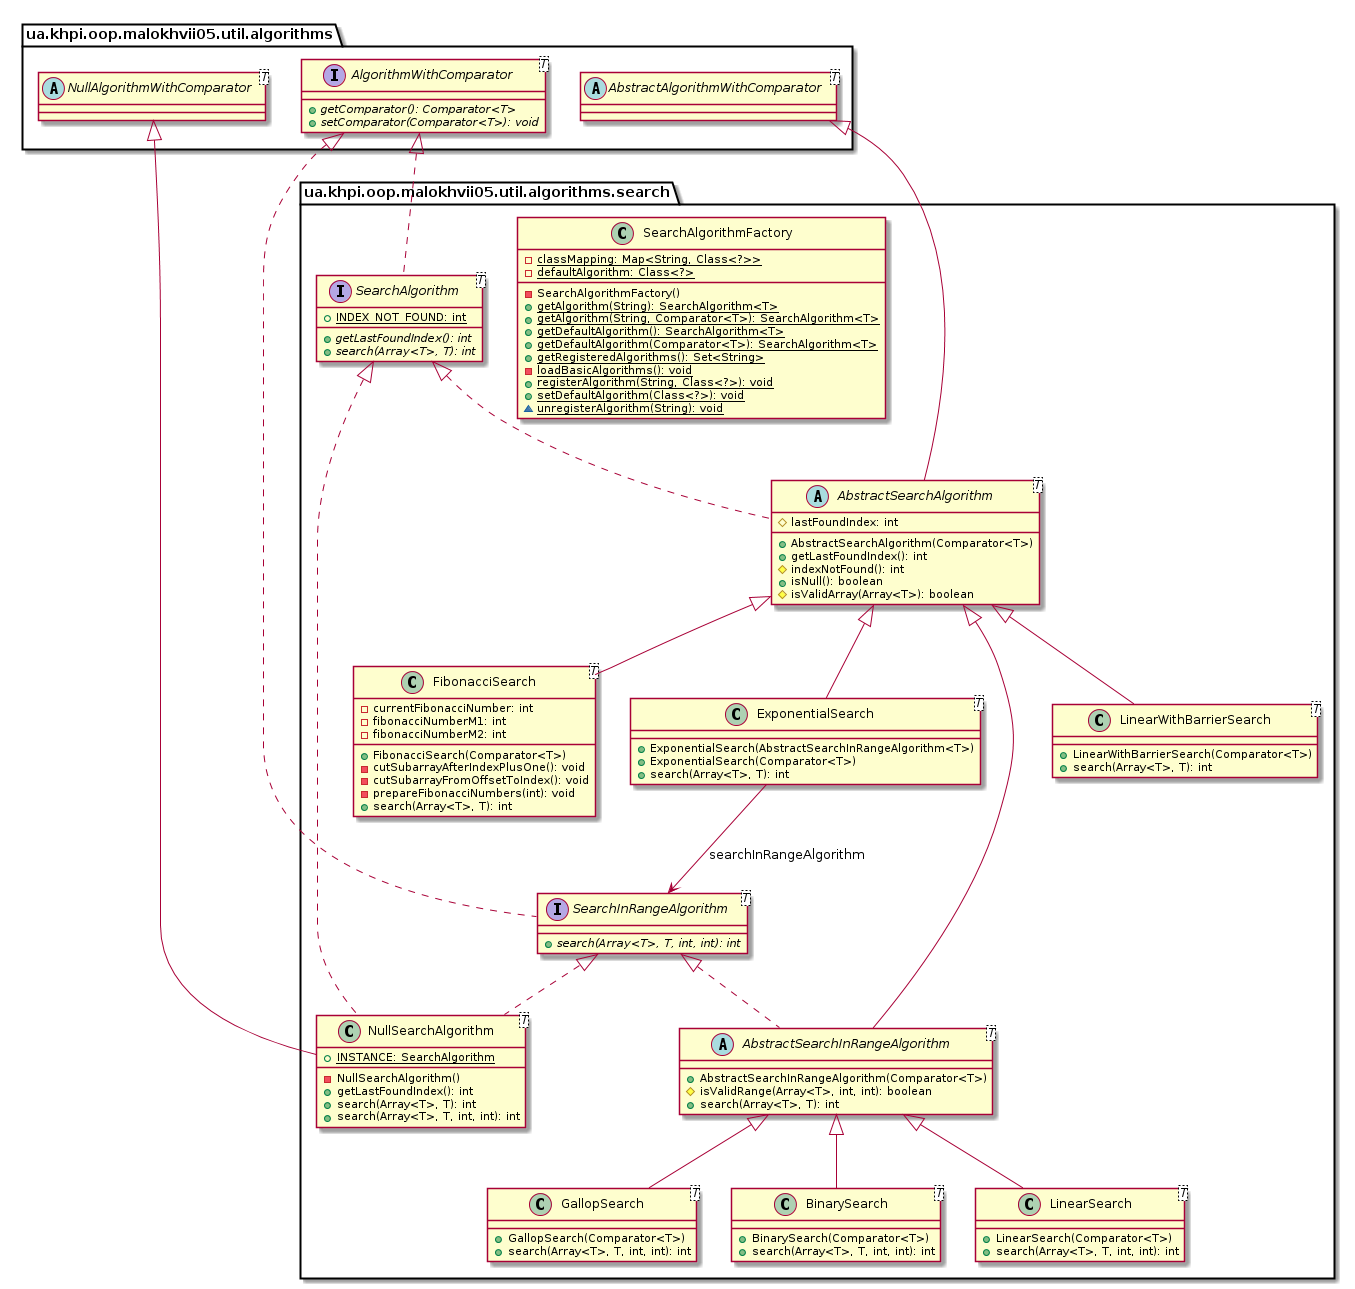 ua.khpi.oop.malokhvii05.util.algorithms
A NullAlgorithmWithComparator T
I AlgorithmWithComparator T
getComparator(): Comparator<T>
setComparator(Comparator<T>): void
A AbstractAlgorithmWithComparator T
ua.khpi.oop.malokhvii05.util.algorithms.search
C SearchAlgorithmFactory
classMapping: Map<String, Class<?>>
defaultAlgorithm: Class<?>
SearchAlgorithmFactory()
getAlgorithm(String): SearchAlgorithm<T>
getAlgorithm(String, Comparator<T>): SearchAlgorithm<T>
getDefaultAlgorithm(): SearchAlgorithm<T>
getDefaultAlgorithm(Comparator<T>): SearchAlgorithm<T>
getRegisteredAlgorithms(): Set<String>
loadBasicAlgorithms(): void
registerAlgorithm(String, Class<?>): void
setDefaultAlgorithm(Class<?>): void
unregisterAlgorithm(String): void
I SearchAlgorithm T
INDEX_NOT_FOUND: int
getLastFoundIndex(): int
search(Array<T>, T): int
A AbstractSearchAlgorithm T
lastFoundIndex: int
AbstractSearchAlgorithm(Comparator<T>)
getLastFoundIndex(): int
indexNotFound(): int
isNull(): boolean
isValidArray(Array<T>): boolean
C FibonacciSearch T
currentFibonacciNumber: int
fibonacciNumberM1: int
fibonacciNumberM2: int
FibonacciSearch(Comparator<T>)
cutSubarrayAfterIndexPlusOne(): void
cutSubarrayFromOffsetToIndex(): void
prepareFibonacciNumbers(int): void
search(Array<T>, T): int
C ExponentialSearch T
ExponentialSearch(AbstractSearchInRangeAlgorithm<T>)
ExponentialSearch(Comparator<T>)
search(Array<T>, T): int
C LinearWithBarrierSearch T
LinearWithBarrierSearch(Comparator<T>)
search(Array<T>, T): int
searchInRangeAlgorithm
I SearchInRangeAlgorithm T
search(Array<T>, T, int, int): int
C NullSearchAlgorithm T
INSTANCE: SearchAlgorithm
NullSearchAlgorithm()
getLastFoundIndex(): int
search(Array<T>, T): int
search(Array<T>, T, int, int): int
A AbstractSearchInRangeAlgorithm T
AbstractSearchInRangeAlgorithm(Comparator<T>)
isValidRange(Array<T>, int, int): boolean
search(Array<T>, T): int
C GallopSearch T
GallopSearch(Comparator<T>)
search(Array<T>, T, int, int): int
C BinarySearch T
BinarySearch(Comparator<T>)
search(Array<T>, T, int, int): int
C LinearSearch T
LinearSearch(Comparator<T>)
search(Array<T>, T, int, int): int